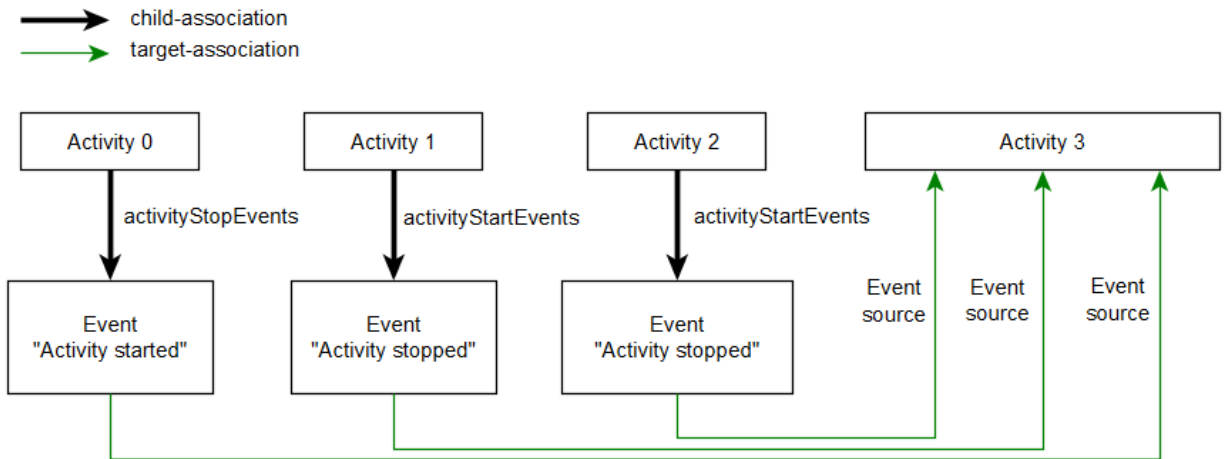 child-association
target-association
Activity 0
Activity 1
Activity 2
Activity 3
activityStopEvents
activityStartEvents
activityStartEvents
Event
"Activity started"
Event
"Activity stopped"
Event
"Activity stopped"
Event
source
Event
source
Event
source